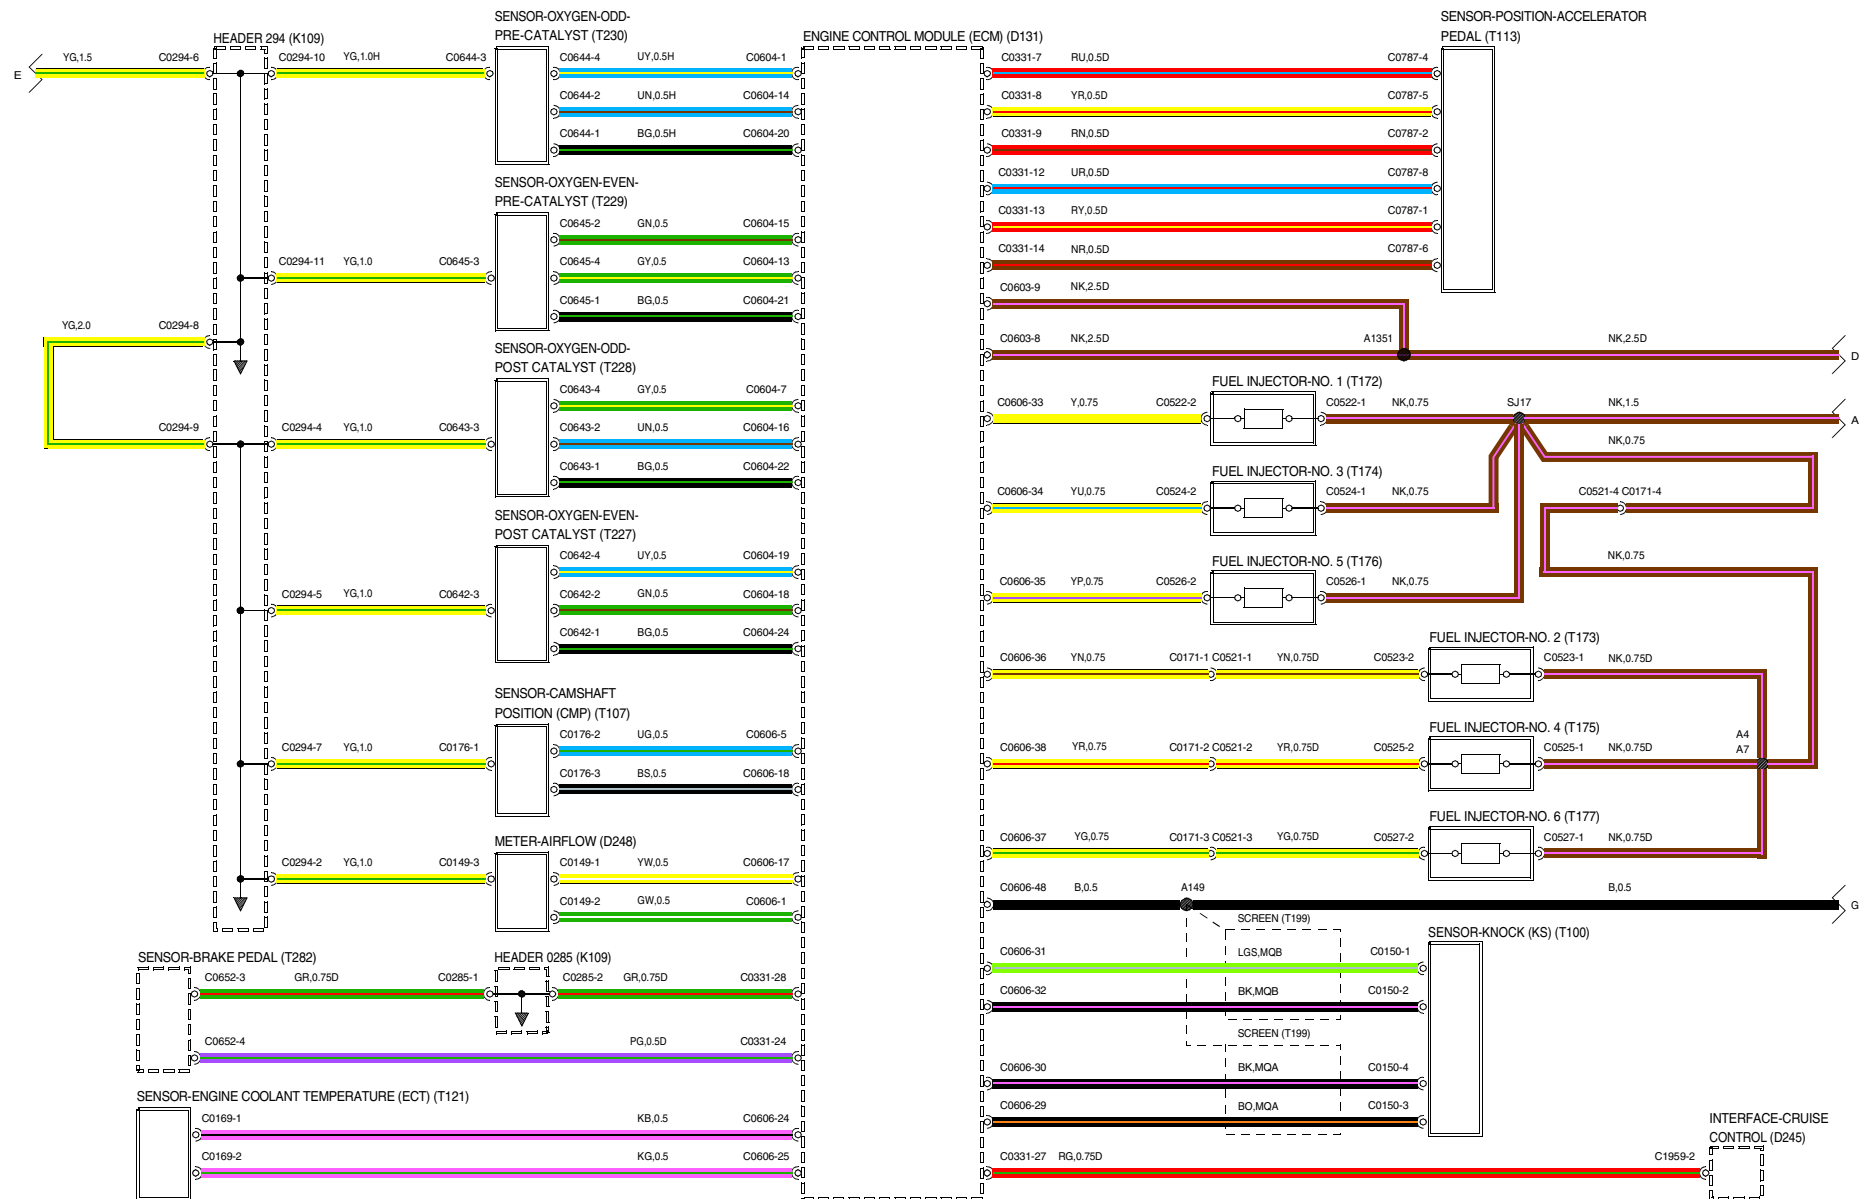 E
YG,1.5
C0294-6
HEADER 294 (K109)
C0294-10
YG,1.0H
C0644-3
SENSOR-OXYGEN-ODD-
PRE-CATALYST (T230)
C0644-4
UY,0.5H
C0604-1
C0644-2
UN,0.5H
C0604-14
C0644-1
BG,0.5H
C0604-20
SENSOR-OXYGEN-EVEN-
PRE-CATALYST (T229)
C0294-11
YG,1.0
C0645-3
C0645-2
GN,0.5
C0604-15
C0645-4
GY,0.5
C0604-13
C0645-1
BG,0.5
C0604-21
YG,2.0
C0294-8
SENSOR-OXYGEN-ODD-
POST CATALYST (T228)
C0294-9
C0294-4
YG,1.0
C0643-3
C0643-4
GY,0.5
C0604-7
C0643-2
UN,0.5
C0604-16
C0643-1
BG,0.5
C0604-22
SENSOR-OXYGEN-EVEN-
POST CATALYST (T227)
C0294-5
YG,1.0
C0642-3
C0642-4
UY,0.5
C0604-19
C0642-2
GN,0.5
C0604-18
C0642-1
BG,0.5
C0604-24
SENSOR-CAMSHAFT
POSITION (CMP) (T107)
C0294-7
YG,1.0
C0176-1
C0176-2
UG,0.5
C0606-5
C0176-3
BS,0.5
C0606-18
METER-AIRFLOW (D248)
C0294-2
YG,1.0
C0149-3
C0149-1
YW,0.5
C0606-17
C0149-2
GW,0.5
C0606-1
SENSOR-BRAKE PEDAL (T282)
C0652-3
GR,0.75D
C0285-1
HEADER 0285 (K109)
C0285-2
GR,0.75D
C0331-28
C0652-4
PG,0.5D
C0331-24
SENSOR-ENGINE COOLANT TEMPERATURE (ECT) (T121)
C0169-1
KB,0.5
C0606-24
C0169-2
KG,0.5
C0606-25
ENGINE CONTROL MODULE (ECM) (D131)
SENSOR-POSITION-ACCELERATOR
PEDAL (T113)
C0331-7
RU,0.5D
C0787-4
C0331-8
YR,0.5D
C0787-5
C0331-9
RN,0.5D
C0787-2
C0331-12
UR,0.5D
C0787-8
C0331-13
RY,0.5D
C0787-1
C0331-14
NR,0.5D
C0787-6
C0603-9
NK,2.5D
C0603-8
NK,2.5D
A1351
NK,2.5D
D
FUEL INJECTOR-NO. 1 (T172)
C0606-33
Y,0.75
C0522-2
C0522-1
NK,0.75
SJ17
NK,1.5
A
NK,0.75
FUEL INJECTOR-NO. 3 (T174)
C0606-34
YU,0.75
C0524-2
C0524-1
NK,0.75
C0521-4 C0171-4
NK,0.75
FUEL INJECTOR-NO. 5 (T176)
C0606-35
YP,0.75
C0526-2
C0526-1
NK,0.75
FUEL INJECTOR-NO. 2 (T173)
C0606-36
YN,0.75
C0171-1 C0521-1
YN,0.75D
C0523-2
C0523-1
NK,0.75D
FUEL INJECTOR-NO. 4 (T175)
C0606-38
YR,0.75
C0171-2 C0521-2
YR,0.75D
C0525-2
C0525-1
NK,0.75D
A4
A7
FUEL INJECTOR-NO. 6 (T177)
C0606-37
YG,0.75
C0171-3 C0521-3
YG,0.75D
C0527-2
C0527-1
NK,0.75D
C0606-48
B,0.5
A149
B,0.5
G
SCREEN (T199)
SENSOR-KNOCK (KS) (T100)
C0606-31
LGS,MQB
C0150-1
C0606-32
BK,MQB
C0150-2
SCREEN (T199)
C0606-30
BK,MQA
C0150-4
C0606-29
BO,MQA
C0150-3
INTERFACE-CRUISE
CONTROL (D245)
C0331-27
RG,0.75D
C1959-2